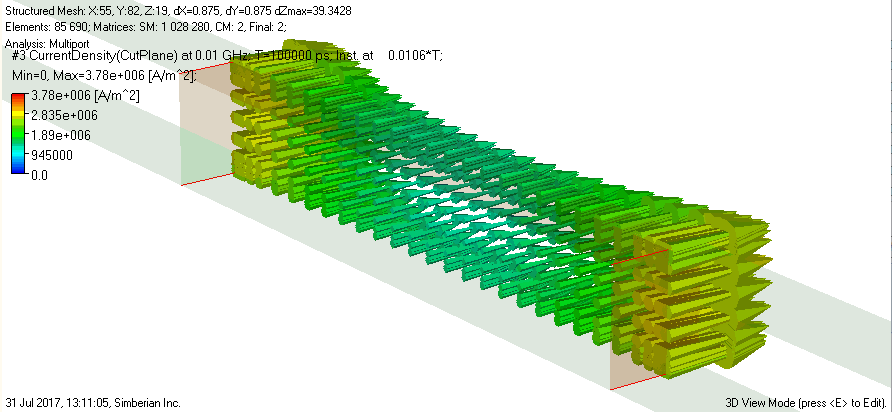 Structured Mesh: X:55, Y:82, Z:19, dX=0.875, dY=0.875 dZmax=39.3428
Elements: 85 690; Matrices: SM: 1 028 280, CM: 2, Final: 2;
Analysis: Multiport
#3 CurrentDensity(CutPlane) at 0.01 GHz; T=100000 ps; Inst. at 0.0106*T;
Min=0, Max=3.78e+006 [A/m^2];
3.78e+006 [A/m^2]
2.835e+006
1.89e+006
945000
0.0
31 Jul 2017, 13:11:05, Simberian Inc.
3D View Mode (press <E> to Edit).